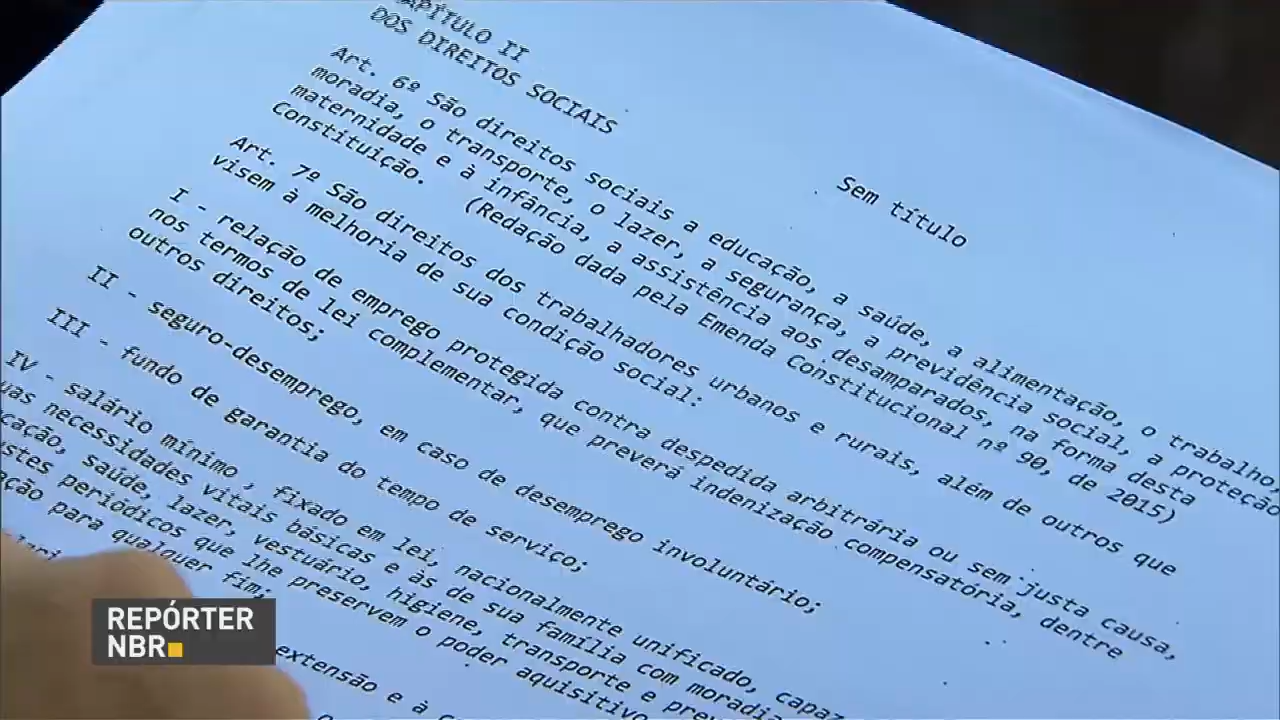 Sem título
CAPÍTULO II
DOS DIREITOS SOCIAIS
Art. 6º São direitos sociais a educação, a saúde, a alimentação, o trabalho,
moradia, o transporte, o lazer, a segurança, a previdência social, a proteção
maternidade e à infância, a assistência aos desamparados, na forma desta
Constituição. (Redação dada pela Emenda Constitucional nº 90, de 2015)
Art. 7º São direitos dos trabalhadores urbanos e rurais, além de outros que
visem à melhoria de sua condição social:
I - relação de emprego protegida contra despedida arbitrária ou sem justa causa,
nos termos de lei complementar, que preverá indenização compensatória, dentre
outros direitos;
II - seguro-desemprego, em caso de desemprego involuntário;
III - fundo de garantia do tempo de serviço;
IV - salário mínimo , fixado em lei, nacionalmente unificado, capaz
uas necessidades vitais básicas e às de sua família com moradia
cação, saúde, lazer, vestuário, higiene, transporte e prev
stes periódicos que lhe preservem o poder aquisitivo
ação para qualquer fim;
extensão e à
REPÓRTER
NBR